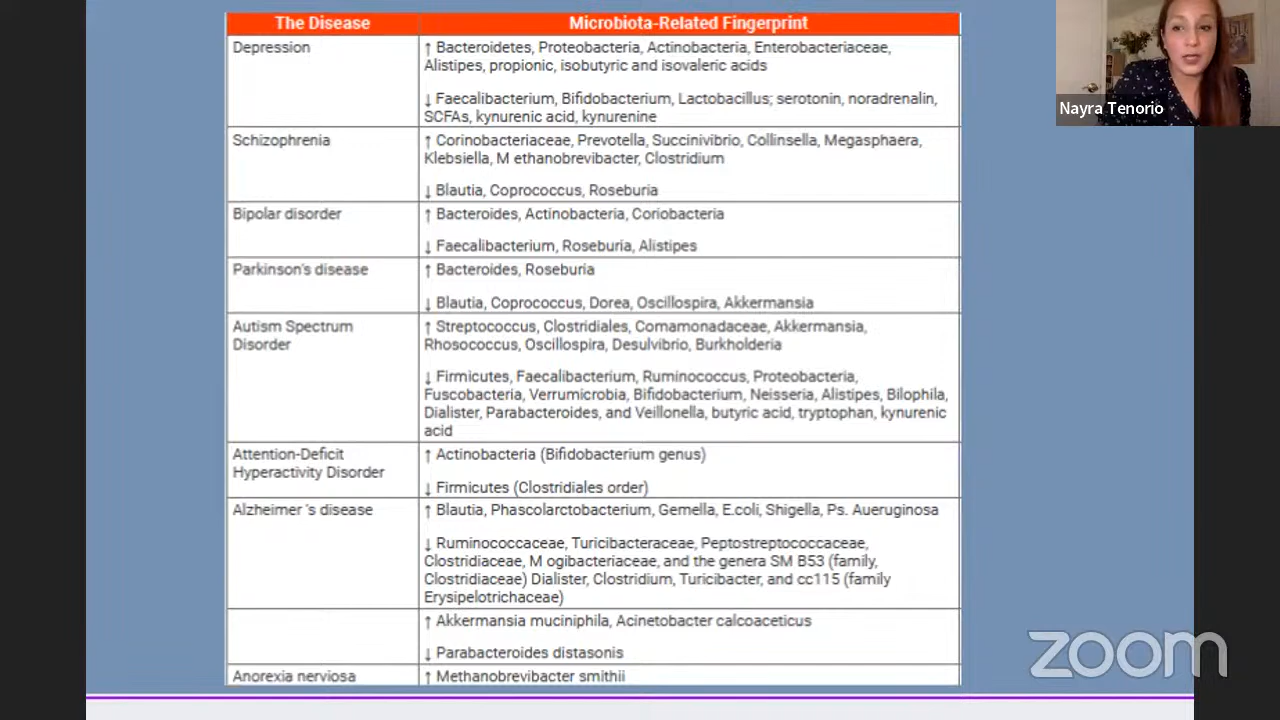 The Disease Microbiota-Related Fingerprint
Depression ↑ Bacteroidetes, Proteobacteria, Actinobacteria, Enterobacteriaceae,
Alistipes, propionic, isobutyric and isovaleric acids
↓ Faecalibacterium, Bifidobacterium, Lactobacillus; serotonin, noradrenalin,
SCFAs, kynurenic acid, kynurenine
Schizophrenia ↑ Corinobacteriaceae, Prevotella, Succinivibrio, Collinsella, Megasphaera,
Klebsiella, M ethanobrevibacter, Clostridium
↓ Blautia, Coprococcus, Roseburia
Bipolar disorder ↑ Bacteroides, Actinobacteria, Coriobacteria
↓ Faecalibacterium, Roseburia, Alistipes
Parkinson's disease ↑ Bacteroides, Roseburia
↓ Blautia, Coprococcus, Dorea, Oscillospira, Akkermansia
Autism Spectrum
Disorder
↑ Streptococcus, Clostridiales, Comamonadaceae, Akkermansia,
Rhosococcus, Oscillospira, Desulvibrio, Burkholderia
↓ Firmicutes, Faecalibacterium, Ruminococcus, Proteobacteria,
Fuscobacteria, Verrumicrobia, Bifidobacterium, Neisseria, Alistipes, Bilophila,
Dialister, Parabacteroides, and Veillonella, butyric acid, tryptophan, kynurenic
acid
Attention-Deficit
Hyperactivity Disorder
↑ Actinobacteria (Bifidobacterium genus)
↓ Firmicutes (Clostridiales order)
Alzheimer ´s disease ↑ Blautia, Phascolarctobacterium, Gemella, E.coli, Shigella, Ps. Aueruginosa
↓ Ruminococcaceae, Turicibacteraceae, Peptostreptococcaceae,
Clostridiaceae, M ogibacteriaceae, and the genera SM B53 (family,
Clostridiaceae) Dialister, Clostridium, Turicibacter, and cc115 (family
Erysipelotrichaceae)
↑ Akkermansia muciniphila, Acinetobacter calcoaceticus
↓ Parabacteroides distasonis
Anorexia nerviosa ↑ Methanobrevibacter smithii
Nayra Tenorio
zoom